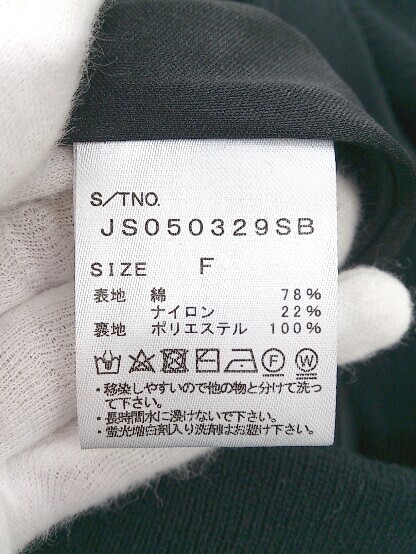 S/TNO.
JS050329SB
SIZE F
表地 綿 78%
ナイロン 22%
裏地 ポリエステル 100%
F W
・移染しやすいので他の物と分けて洗っ
て下さい。
・長時間水に浸けないで下さい。
・蛍光増白剤入り洗剤はお避け下さい。